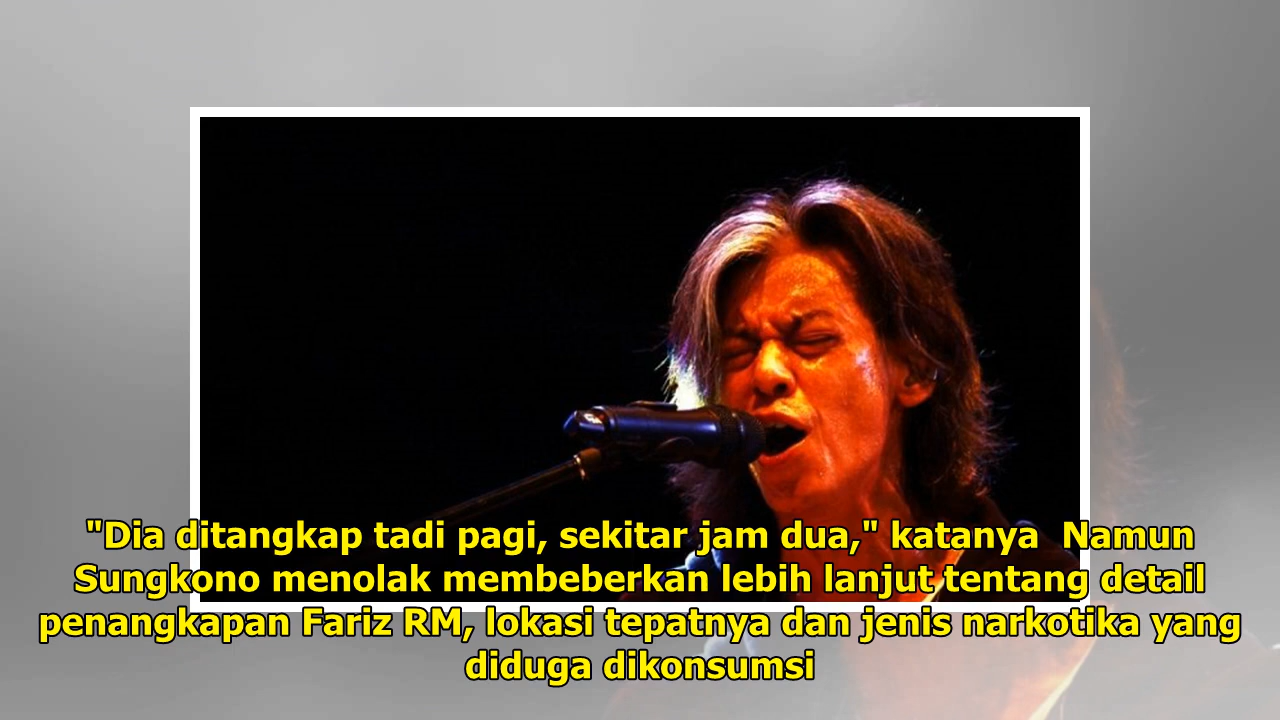 "Dia ditangkap tadi pagi, sekitar jam dua," katanya  Namun
Sungkono menolak membeberkan lebih lanjut tentang detail
penangkapan Fariz RM, lokasi tepatnya dan jenis narkotika yang
diduga dikonsumsi